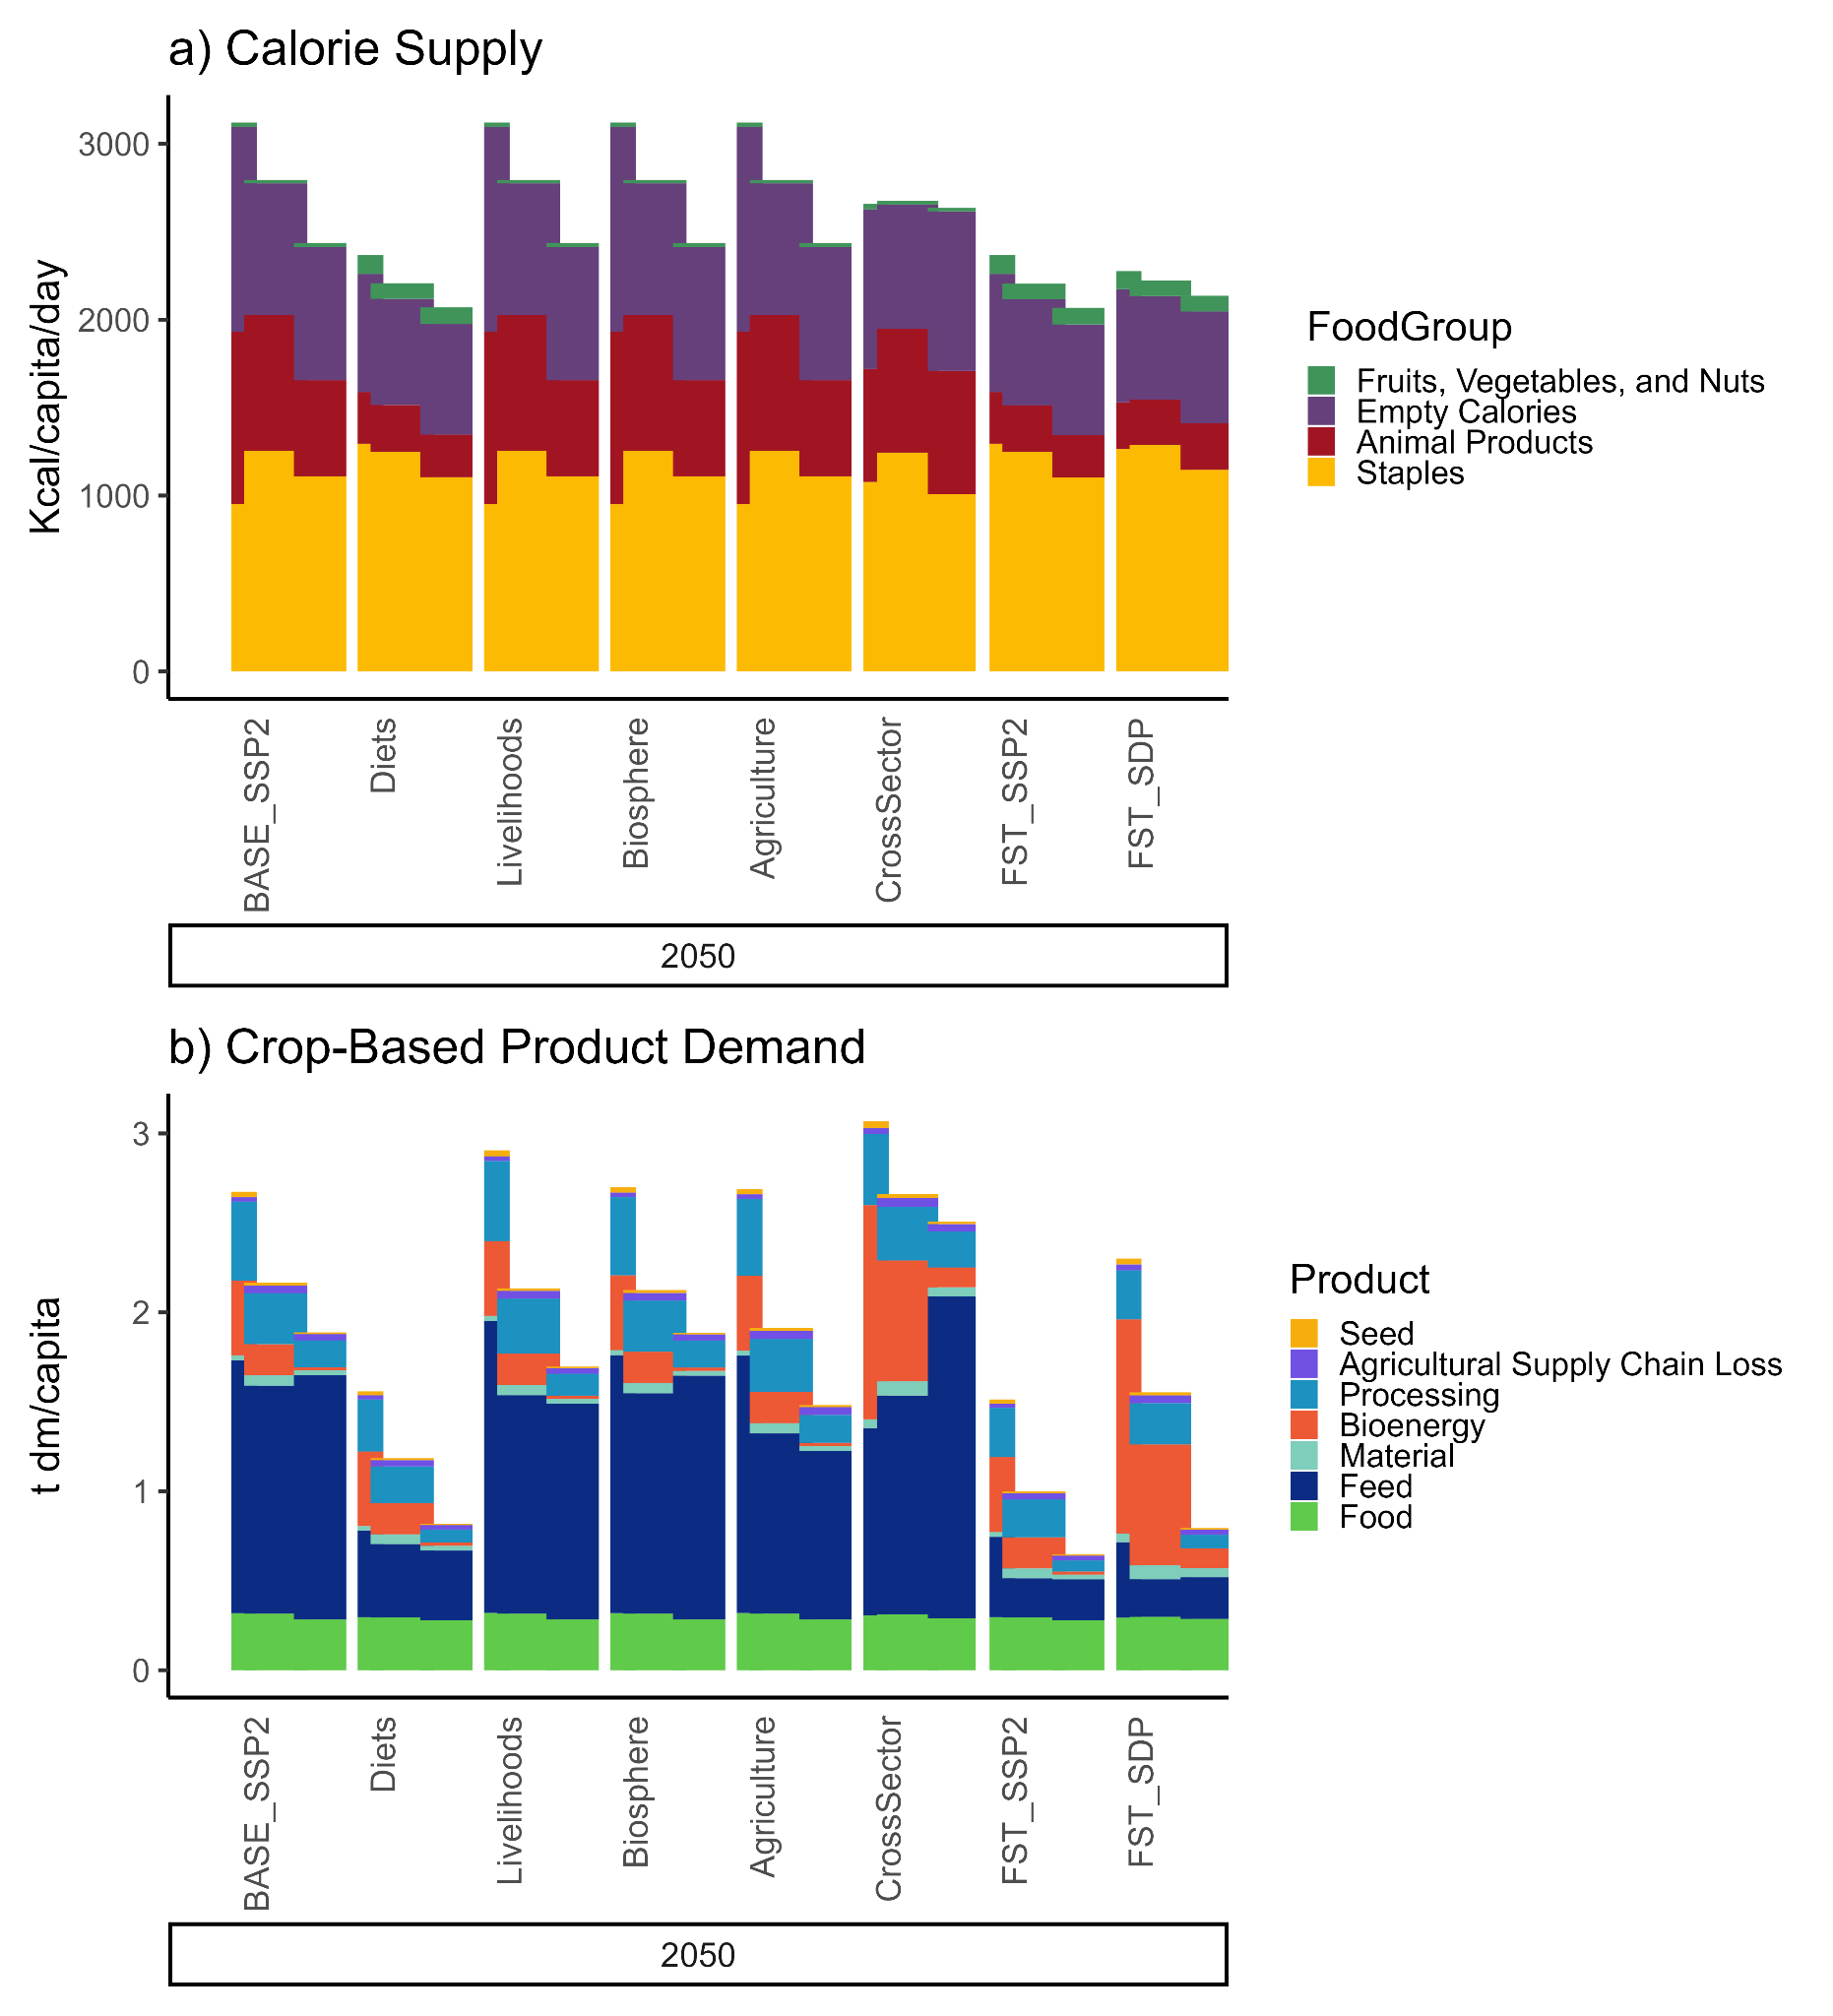 a) Calorie Supply
Kcal/capita/day
3000
2000
1000
0
BASE_SSP2
Diets
Livelihoods
Biosphere
Agriculture
CrossSector
FST_SSP2
FST_SDP
2050
FoodGroup
Fruits, Vegetables, and Nuts
Empty Calories
Animal Products
Staples
b) Crop-Based Product Demand
t dm/capita
3
2
1
0
BASE_SSP2
Diets
Livelihoods
Biosphere
Agriculture
CrossSector
FST_SSP2
FST_SDP
2050
Product
Seed
Agricultural Supply Chain Loss
Processing
Bioenergy
Material
Feed
Food